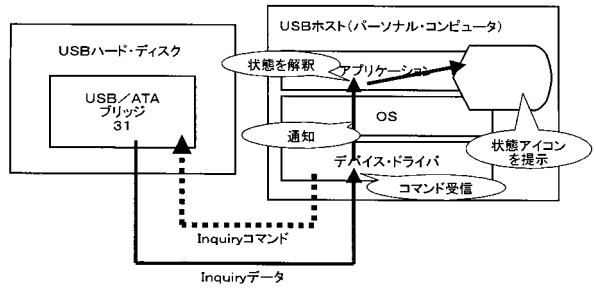 USBホスト(パーソナル・コンピュータ)
USBハード・ディスク
状態を解釈
アプリケーション
USB/ATA
ブリッジ
31
OS
通知
状態アイコン
を提示
デバイス・ドライバ
コマンド受信
Inquiryコマンド
Inquiryデータ